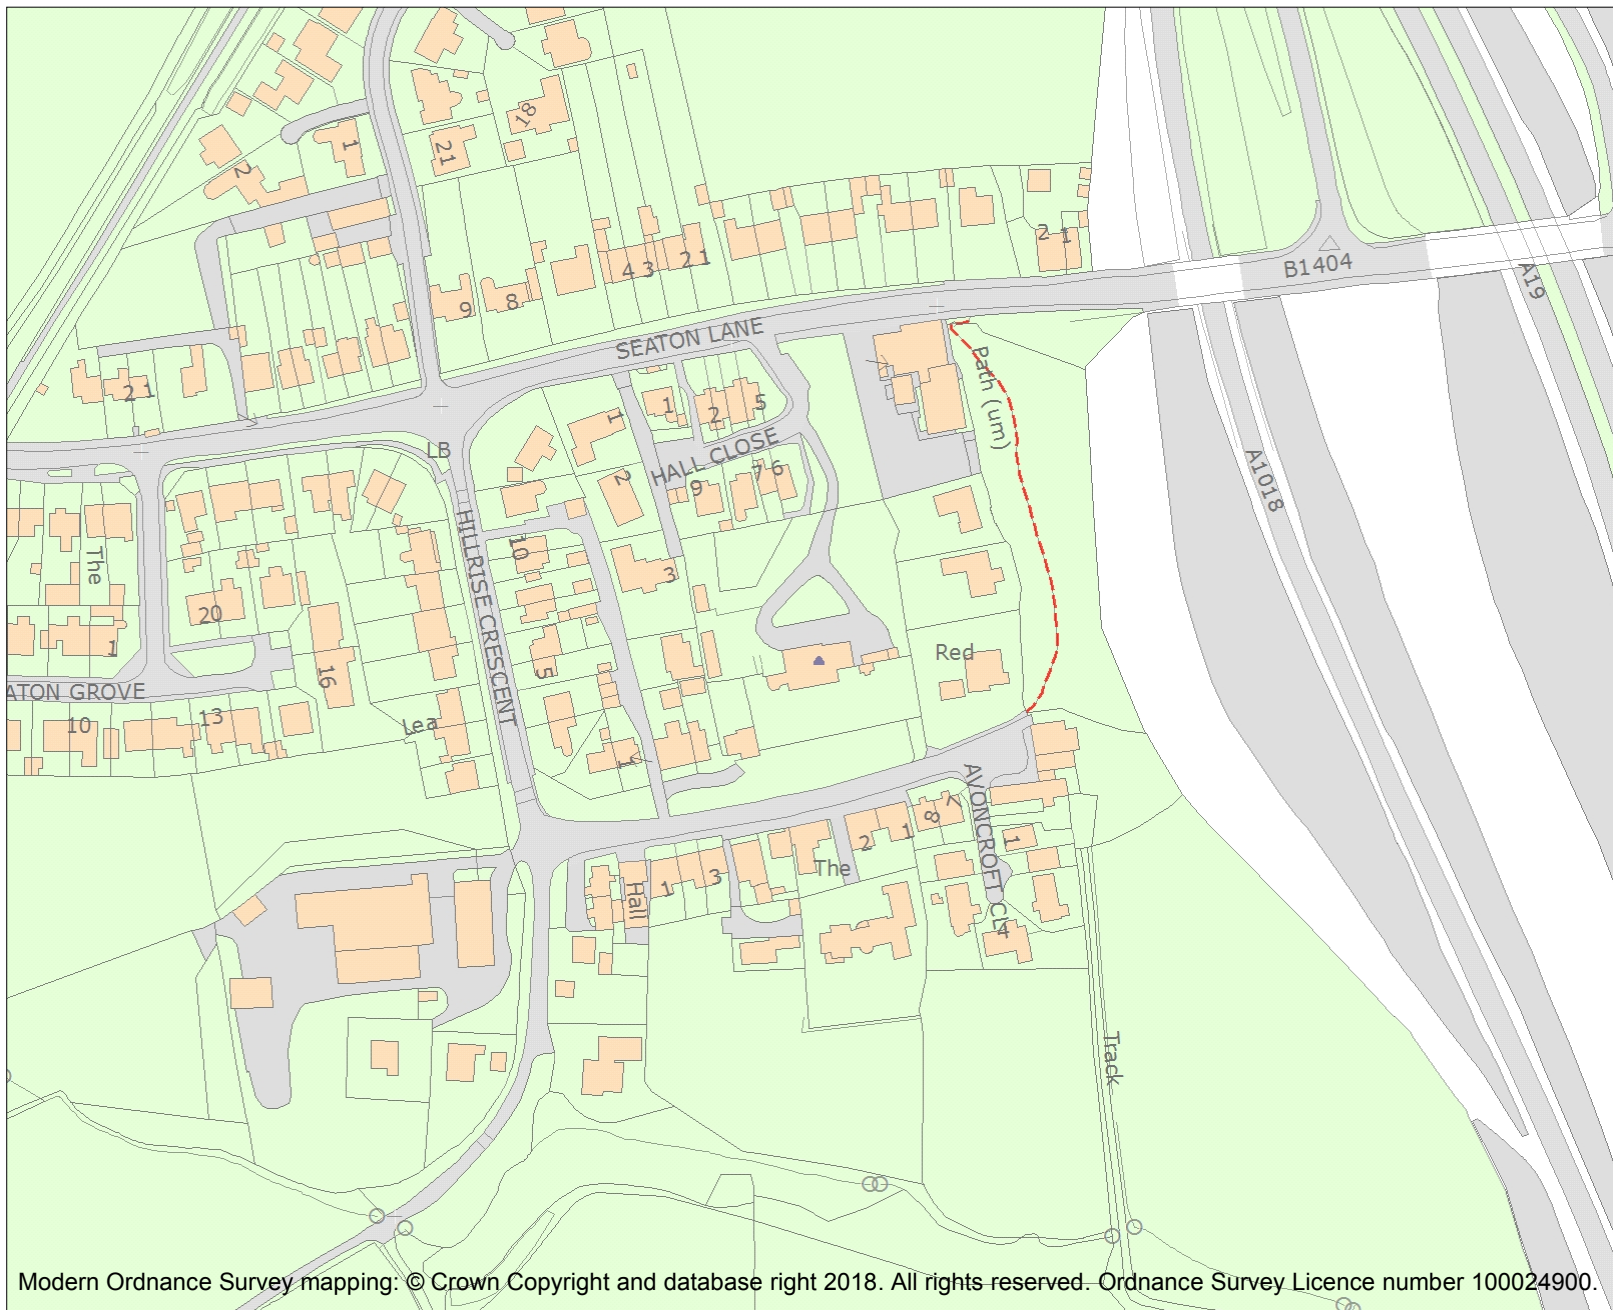 18
1
21
2
2 1
4 3
2 1
B1404
A19
9
8
SEATON LANE
Path (um)
2 1
1
2
5
1
LB
HALL CLOSE
7 6
9
2
A1018
HILLRISE CRESCENT
10
The
3
20
1
5
16
Red
ATON GROVE
10
13
Lea
1
AVONCROFT CL
7
8
1
2
1
The
3
1
Hall
4
Track
Modern Ordnance Survey mapping: © Crown Copyright and database right 2018. All rights reserved. Ordnance Survey Licence number 100024900.